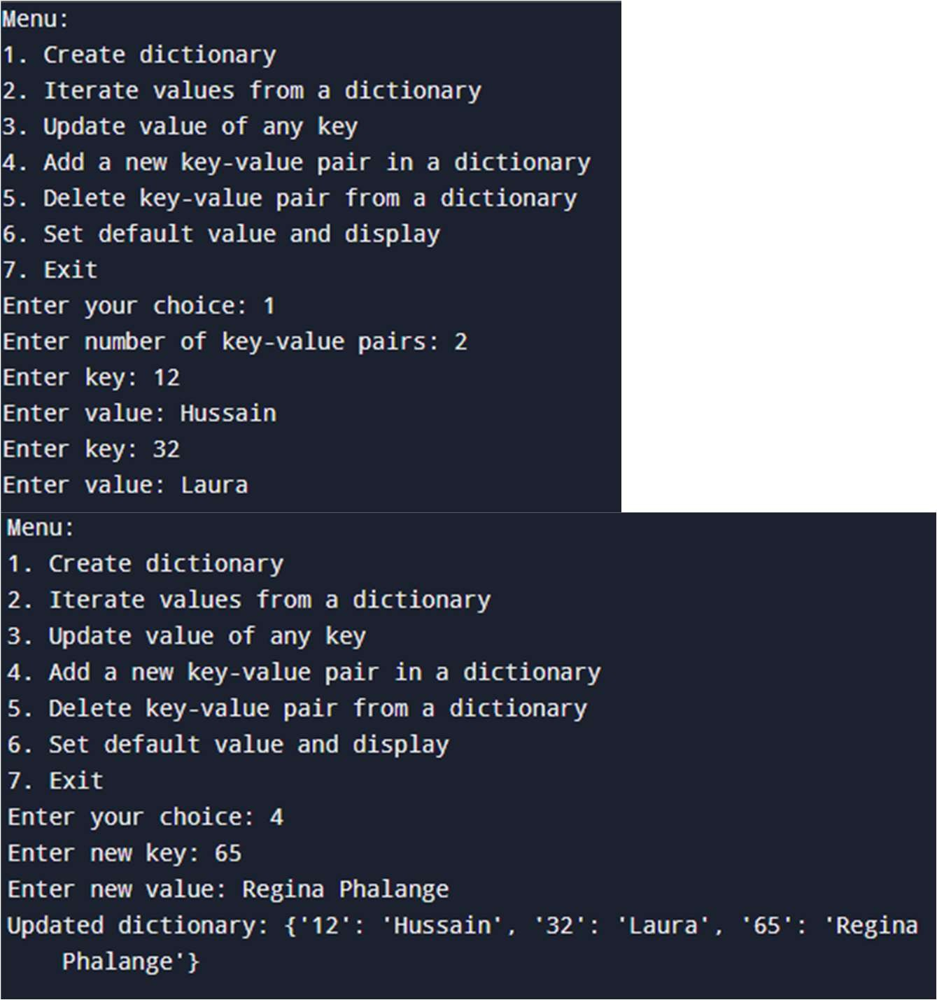 Menu:
1. Create dictionary
2. Iterate values from a dictionary
3. Update value of any key
4. Add a new key-value pair in a dictionary
5. Delete key-value pair from a dictionary
6. Set default value and display
7. Exit
Enter your choice: 1
Enter number of key-value pairs: 2
Enter key: 12
Enter value: Hussain
Enter key: 32
Enter value: Laura
Menu:
1. Create dictionary
2. Iterate values from a dictionary
3. Update value of any key
4. Add a new key-value pair in a dictionary
5. Delete key-value pair from a dictionary
6. Set default value and display
7. Exit
Enter your choice: 4
Enter new key: 65
Enter new value: Regina Phalange
Updated dictionary: {'12': 'Hussain', '32': 'Laura', '65': 'Regina
Phalange'}